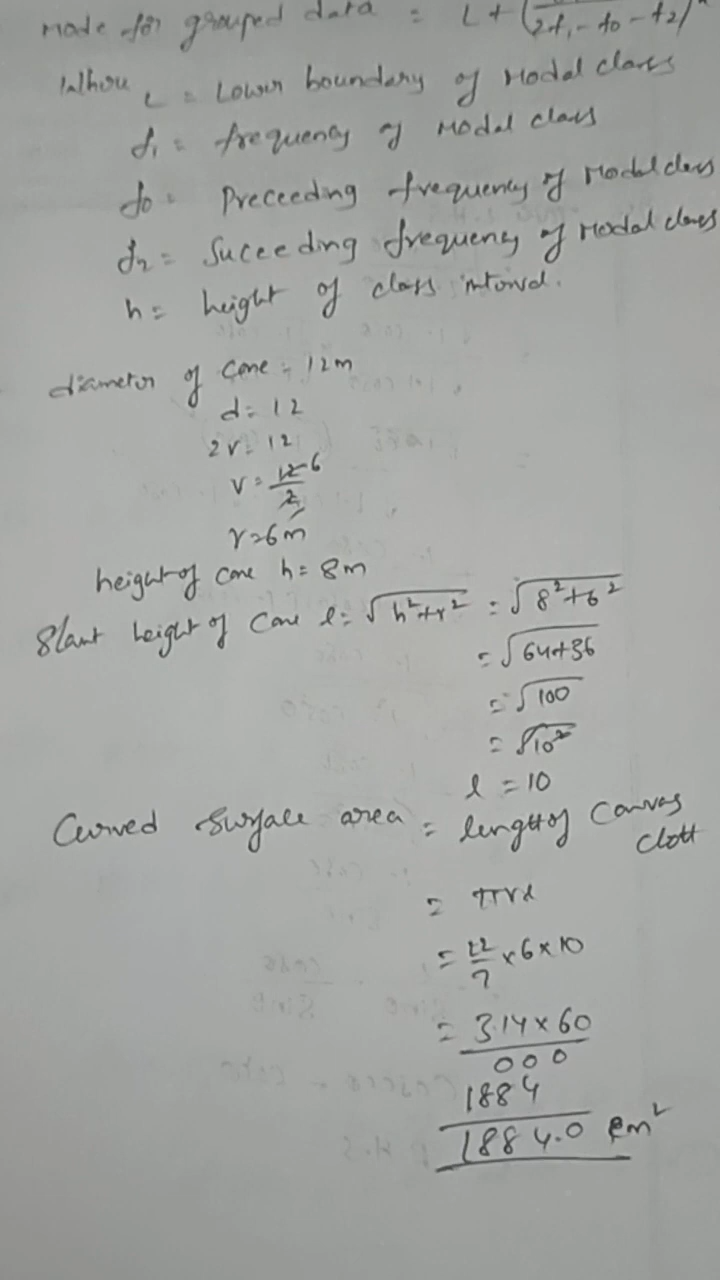 Mode for grouped data = L + (2f₁ - f₀ - f₂)
Whore L = Lower boundary of Modal class
f₁ = frequency of Modal class
f₀ = Preceeding frequency of Modal class
f₂ = Suceeding frequency of Modal class
h = height of class interval.
diameter of Cone = 12m
d = 12
2r = 12
r = 12/2 6
r = 6m
height of Cone h = 8m
Slant height of Cone l = √h²+r² = √8²+6²
= √64+36
= √100
= √10²
l = 10
Curved Surface area = length of Canvas
cloth
= πrl
= 22/7 × 6 × 10
= 3.14 × 60
000
1884
1884.0 cm²